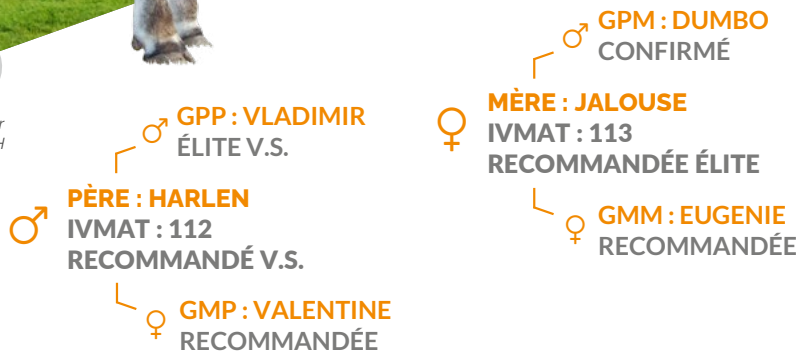 GPP : VLADIMIR
ÉLITE V.S.
PÈRE : HARLEN
IVMAT : 112
RECOMMANDÉ V.S.
GMP : VALENTINE
RECOMMANDÉE
GPM : DUMBO
CONFIRMÉ
MÈRE : JALOUSE
IVMAT : 113
RECOMMANDÉE ÉLITE
GMM : EUGENIE
RECOMMANDÉE